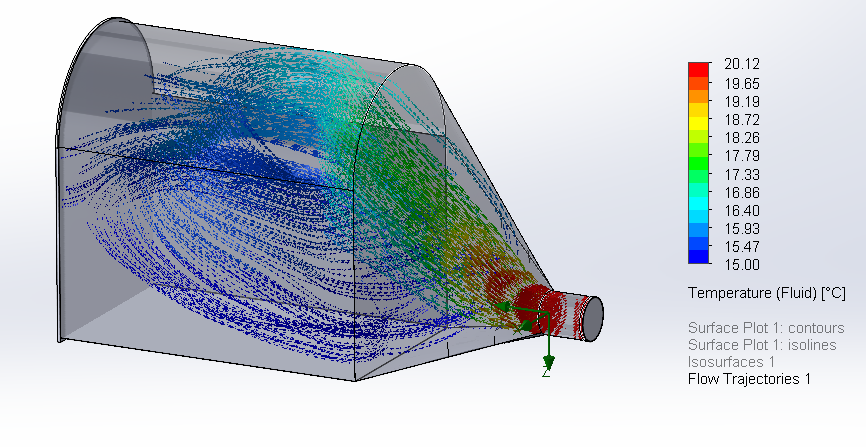 20.12
19.65
19.19
18.72
18.26
17.79
17.33
16.86
16.40
15.93
15.47
15.00
Temperature (Fluid) [°C]
Surface Plot 1: contours
Surface Plot 1: isolines
Isosurfaces 1
Flow Trajectories 1
Z